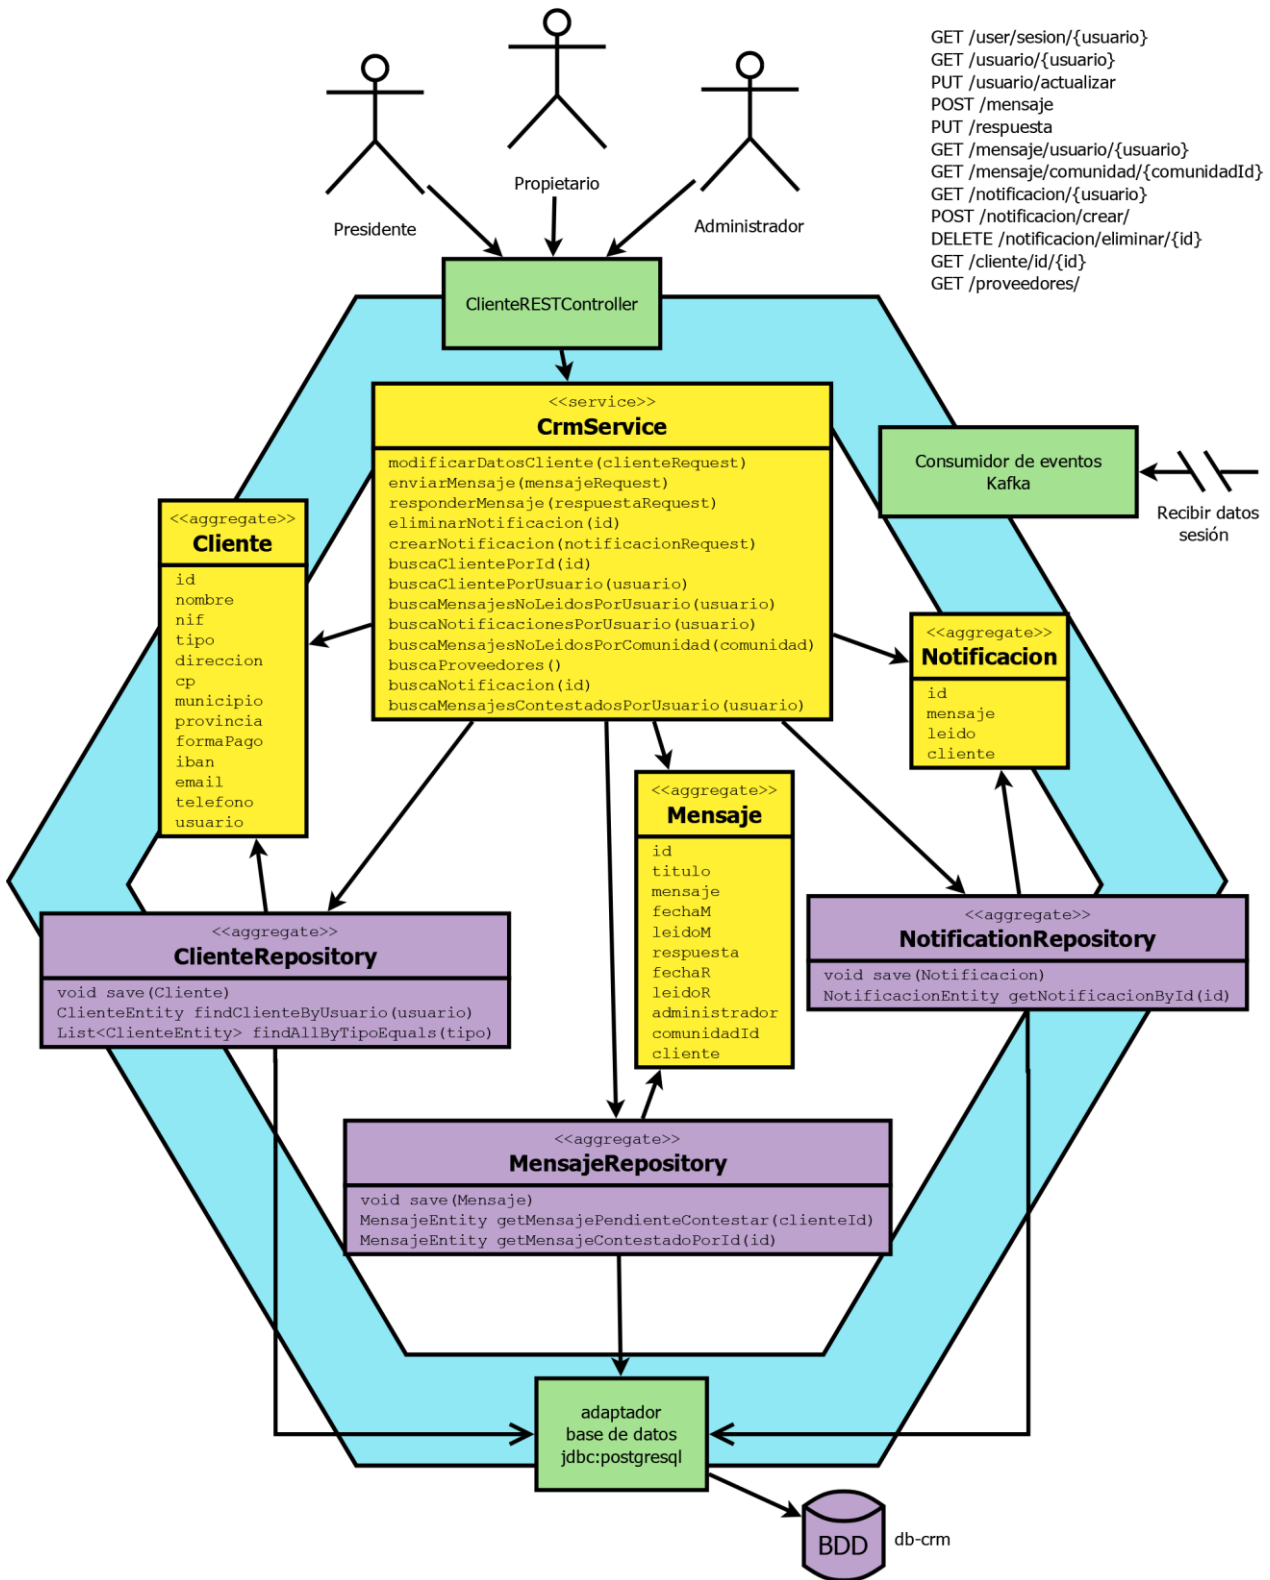 GET /user/sesion/{usuario}
GET /usuario/{usuario}
PUT /usuario/actualizar
POST /mensaje
PUT /respuesta
GET /mensaje/usuario/{usuario}
GET /mensaje/comunidad/{comunidadId}
GET /notificacion/{usuario}
POST /notificacion/crear/
DELETE /notificacion/eliminar/{id}
GET /cliente/id/{id}
GET /proveedores/
Presidente
Propietario
Administrador
ClienteRESTController
<<service>>
CrmService
modificarDatosCliente(clienteRequest)
enviarMensaje(mensajeRequest)
responderMensaje(respuestaRequest)
eliminarNotificacion(id)
crearNotificacion(notificacionRequest)
buscaClientePorId(id)
buscaClientePorUsuario(usuario)
buscaMensajesNoLeidosPorUsuario(usuario)
buscaNotificacionesPorUsuario(usuario)
buscaMensajesNoLeidosPorComunidad(comunidad)
buscaProveedores()
buscaNotificacion(id)
buscaMensajesContestadosPorUsuario(usuario)
Consumidor de eventos
Kafka
Recibir datos
sesión
<<aggregate>>
Cliente
id
nombre
nif
tipo
direccion
cp
municipio
provincia
formaPago
iban
email
telefono
usuario
<<aggregate>>
Notificacion
id
mensaje
leido
cliente
<<aggregate>>
Mensaje
id
titulo
mensaje
fechaM
leidoM
respuesta
fechaR
leidoR
administrador
comunidadId
cliente
<<aggregate>>
ClienteRepository
void save(Cliente)
ClienteEntity findClienteByUsuario(usuario)
List<ClienteEntity> findAllByTipoEquals(tipo)
<<aggregate>>
NotificationRepository
void save(Notificacion)
NotificacionEntity getNotificacionById(id)
<<aggregate>>
MensajeRepository
void save(Mensaje)
MensajeEntity getMensajePendienteContestar(clienteId)
MensajeEntity getMensajeContestadoPorId(id)
adaptador
base de datos
jdbc:postgresql
BDD
db-crm